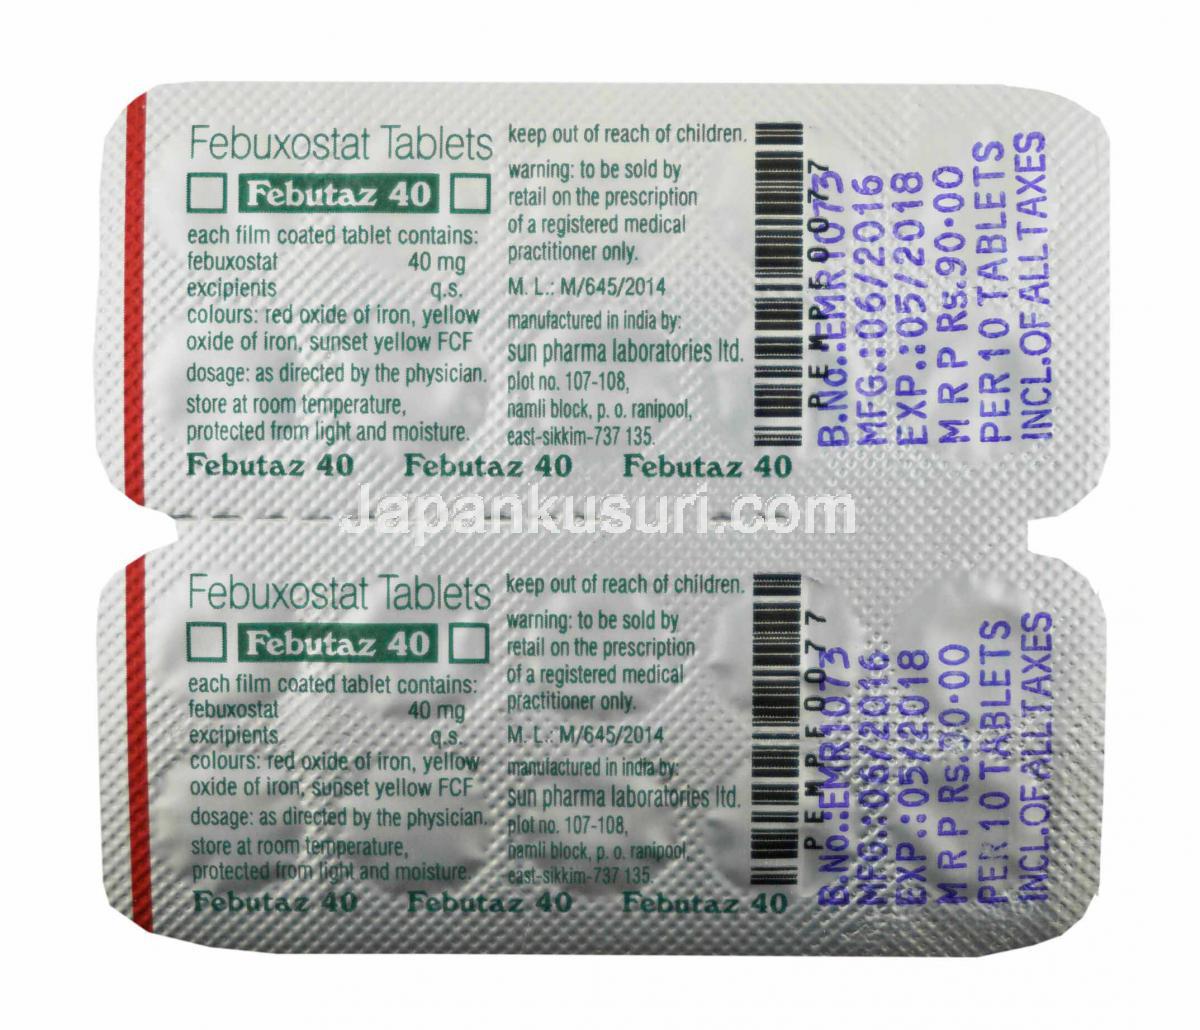 Febuxostat Tablets
Febutaz 40
each film coated tablet contains:
febuxostat 40 mg
excipients q.s.
colours: red oxide of iron, yellow
oxide of iron, sunset yellow FCF
dosage: as directed by the physician.
store at room temperature,
protected from light and moisture.
keep out of reach of children.
warning: to be sold by
retail on the prescription
of a registered medical
practitioner only.
M. L.: M/645/2014
manufactured in india by:
sun pharma laboratories ltd.
plot no. 107-108,
namli block, p. o. ranipool,
east-sikkim-737 135.
Febutaz 40 Febutaz 40 Febutaz 40
B.No.:EMR1073
MFG.:06/2016
EXP.:05/2018
M R P Rs.90.00
PER 10 TABLETS
INCL.OF ALL TAXES
Japankusuri.com
Febuxostat Tablets
Febutaz 40
each film coated tablet contains:
febuxostat 40 mg
excipients q.s.
colours: red oxide of iron, yellow
oxide of iron, sunset yellow FCF
dosage: as directed by the physician.
store at room temperature,
protected from light and moisture.
keep out of reach of children.
warning: to be sold by
retail on the prescription
of a registered medical
practitioner only.
M. L.: M/645/2014
manufactured in india by:
sun pharma laboratories ltd.
plot no. 107-108,
namli block, p. o. ranipool,
east-sikkim-737 135.
Febutaz 40 Febutaz 40 Febutaz 40
B.No.:EMR1073
MFG.:06/2016
EXP.:05/2018
M R P Rs.90.00
PER 10 TABLETS
INCL.OF ALL TAXES